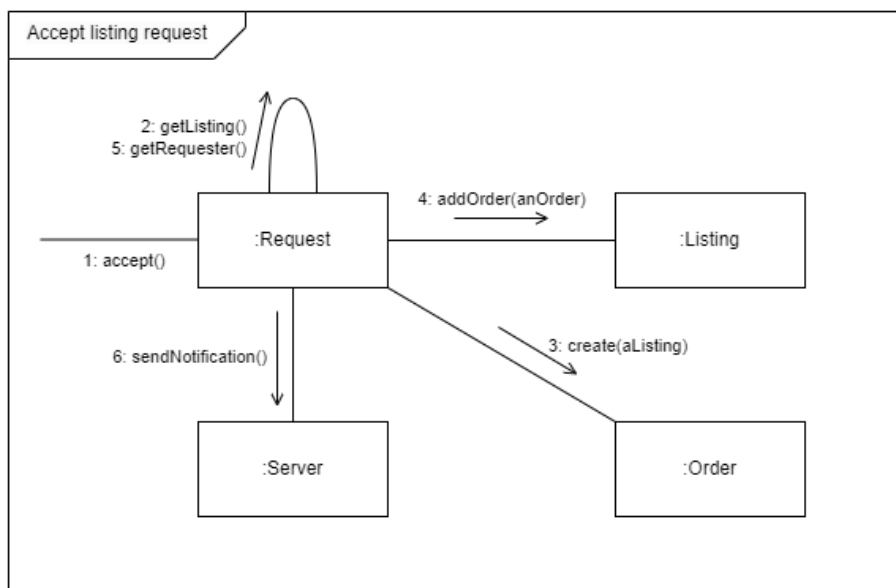 Accept listing request
2: getListing()
5: getRequester()
4: addOrder(anOrder)
:Request
:Listing
1: accept()
3: create(aListing)
6: sendNotification()
:Server
:Order